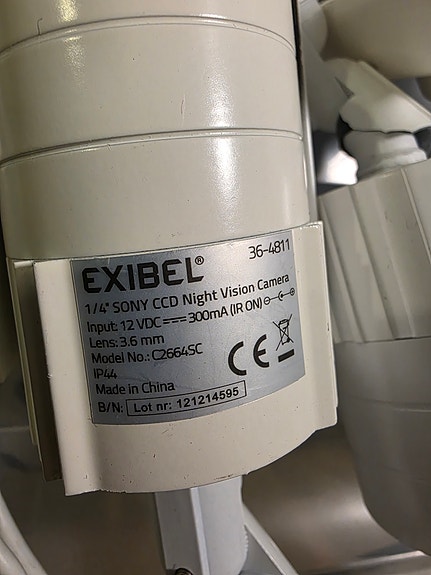 EXIBEL® 36-4811
1/4" SONY CCD Night Vision Camera
Input: 12 VDC 300mA (IR ON)
Lens: 3.6 mm
Model No.: C2664SC
IP44
Made in China
CE
B/N: Lot nr: 121214595